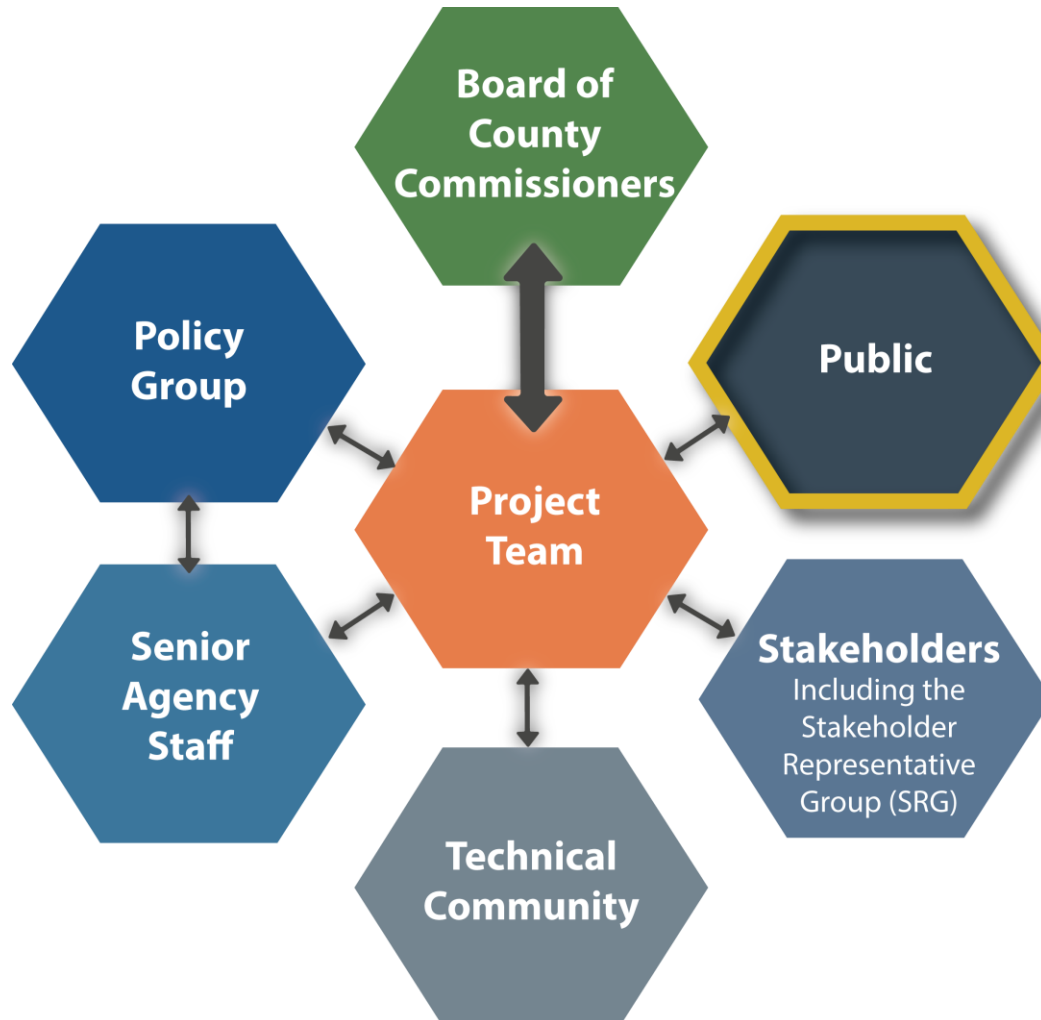 Board of
County
Commissioners
Policy
Group
Public
Project
Team
Senior
Agency
Staff
Stakeholders
Including the
Stakeholder
Representative
Group (SRG)
Technical
Community